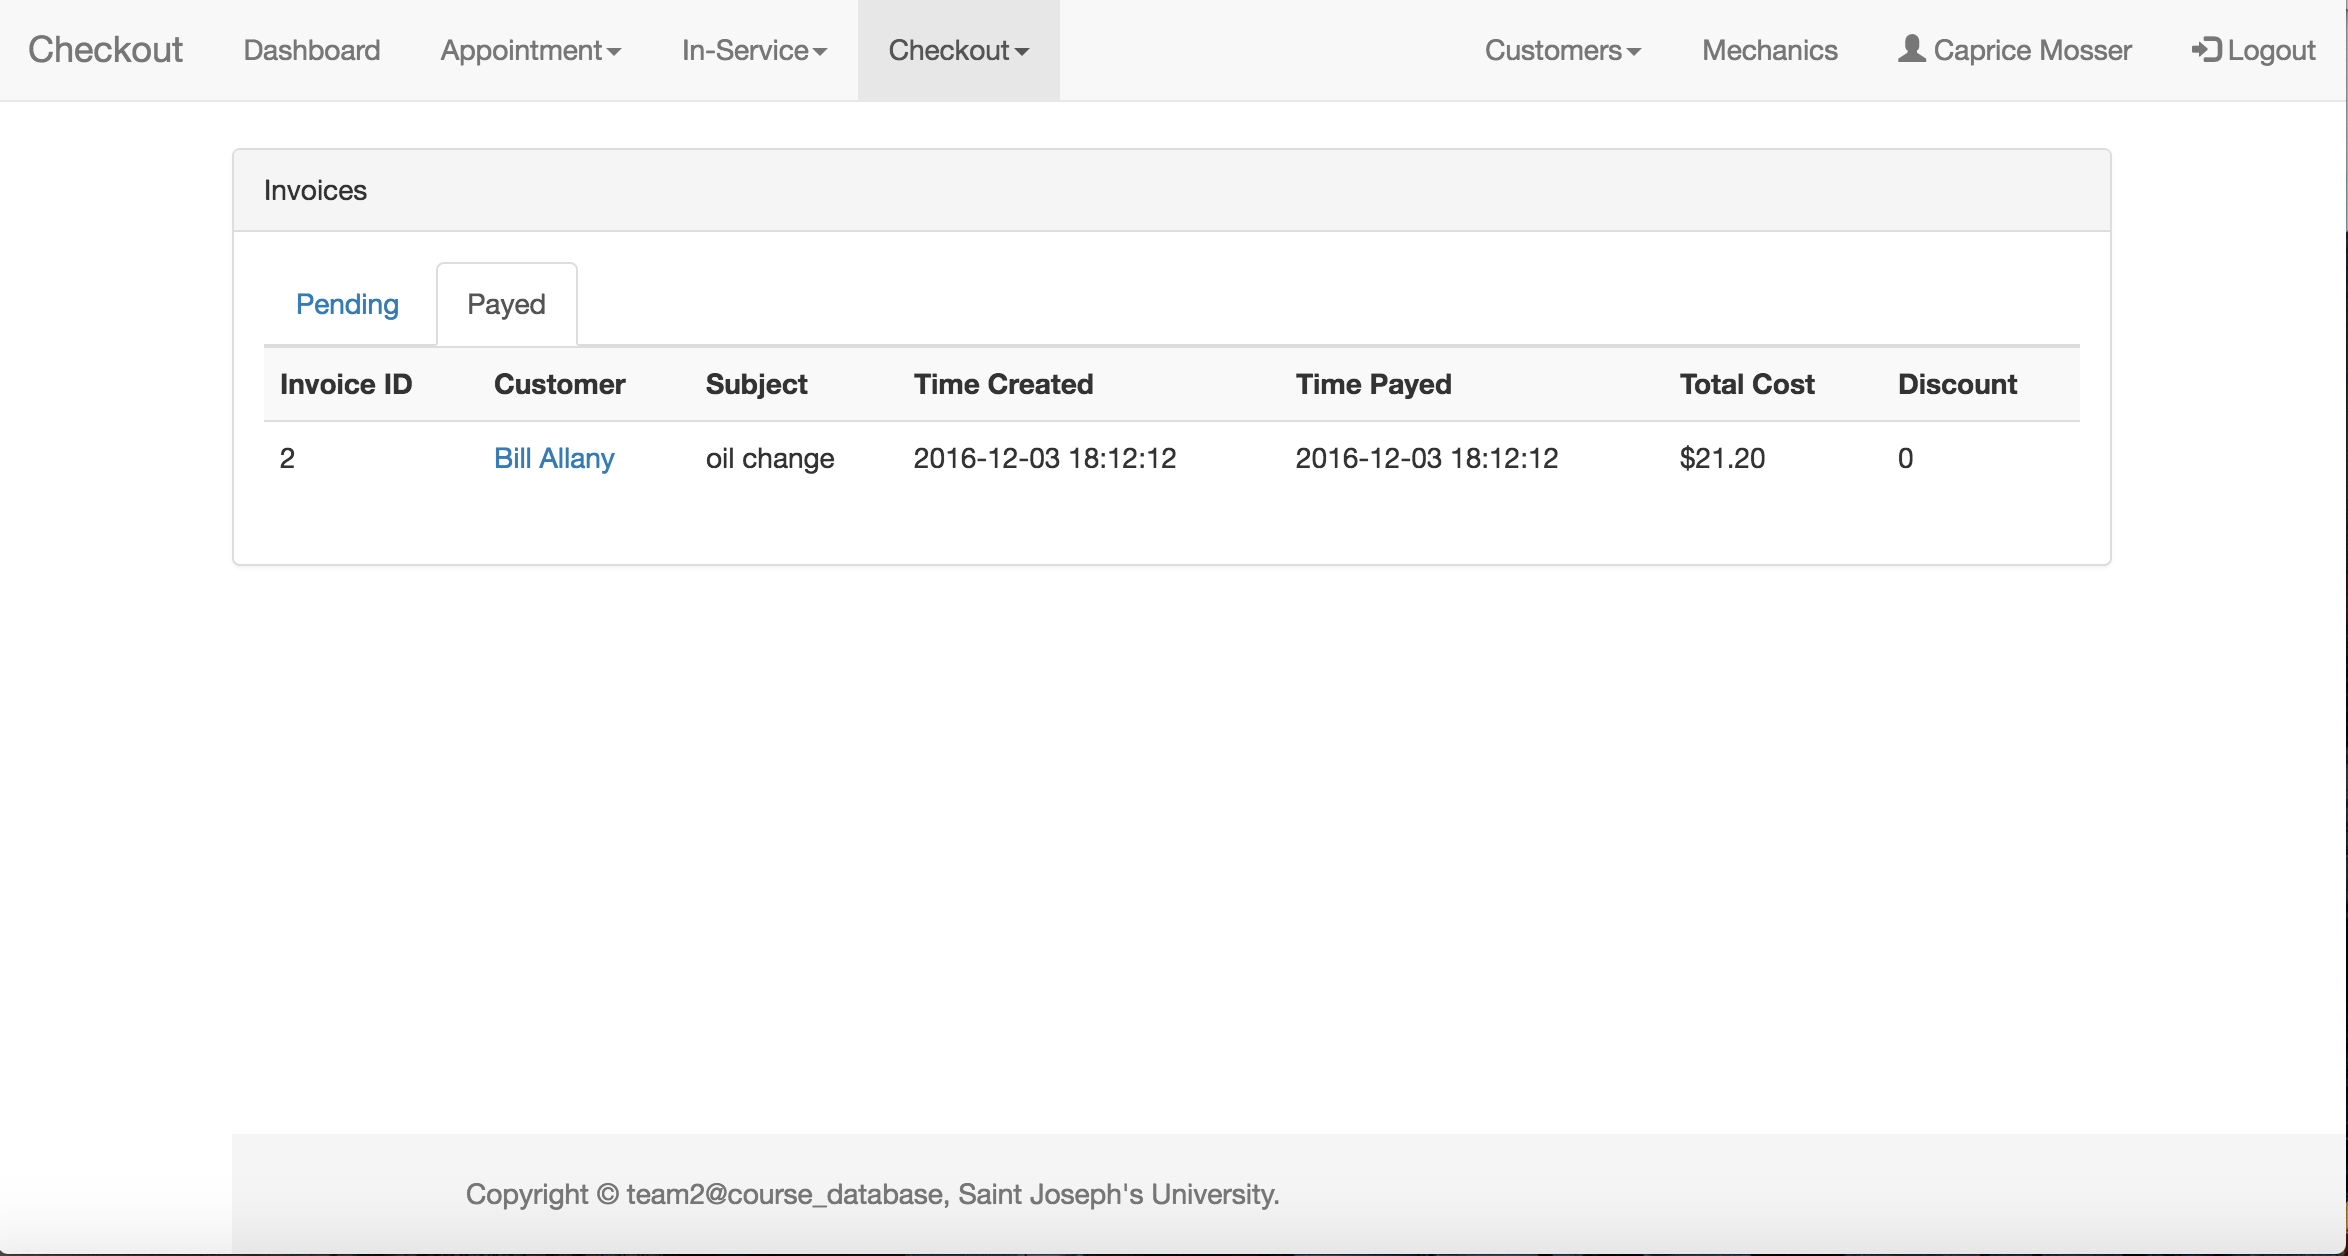 Checkout Dashboard Appointment In-Service Checkout Customers Mechanics Caprice Mosser Logout
Invoices
Pending Payed
Invoice ID Customer Subject Time Created Time Payed Total Cost Discount
2 Bill Allany oil change 2016-12-03 18:12:12 2016-12-03 18:12:12 $21.20 0
Copyright © team2@course_database, Saint Joseph's University.